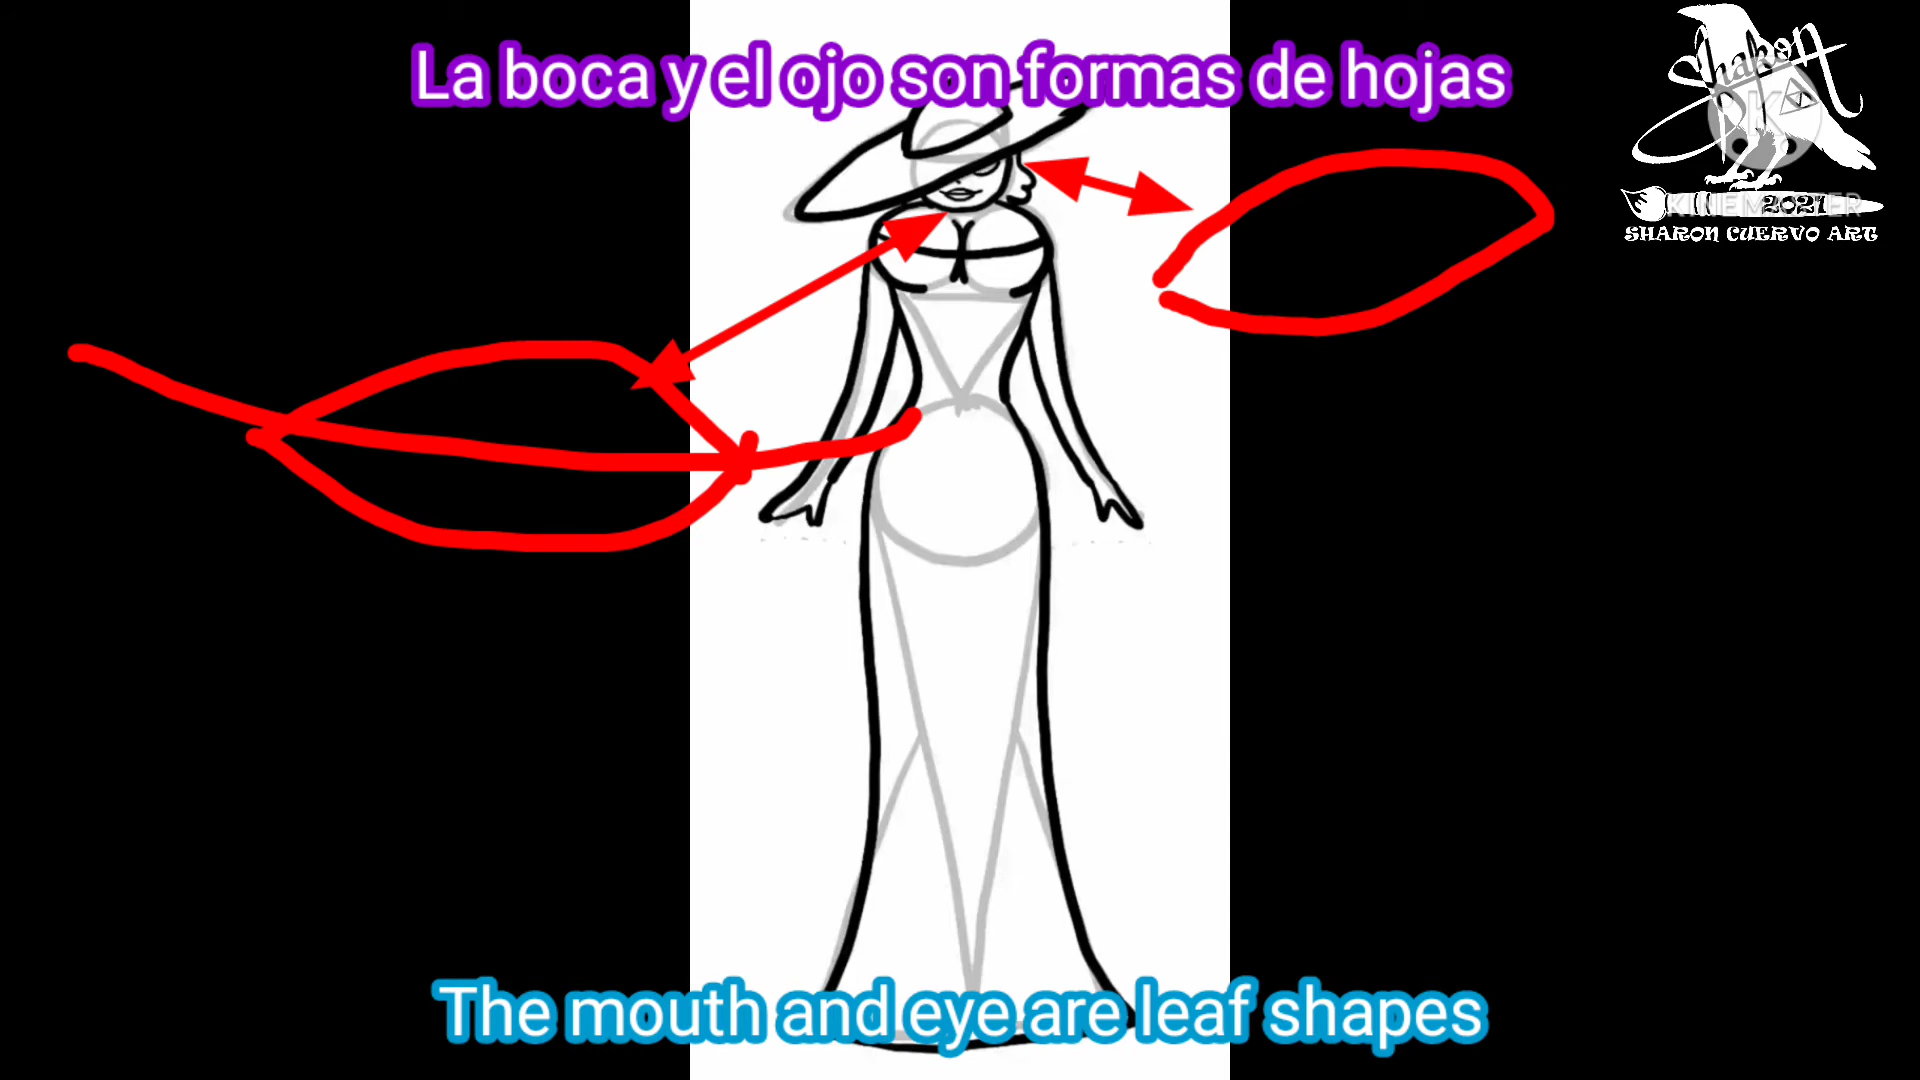 La boca y el ojo son formas de hojas
Sharon
KINEMASTER
2021
SHARON CUERVO ART
The mouth and eye are leaf shapes